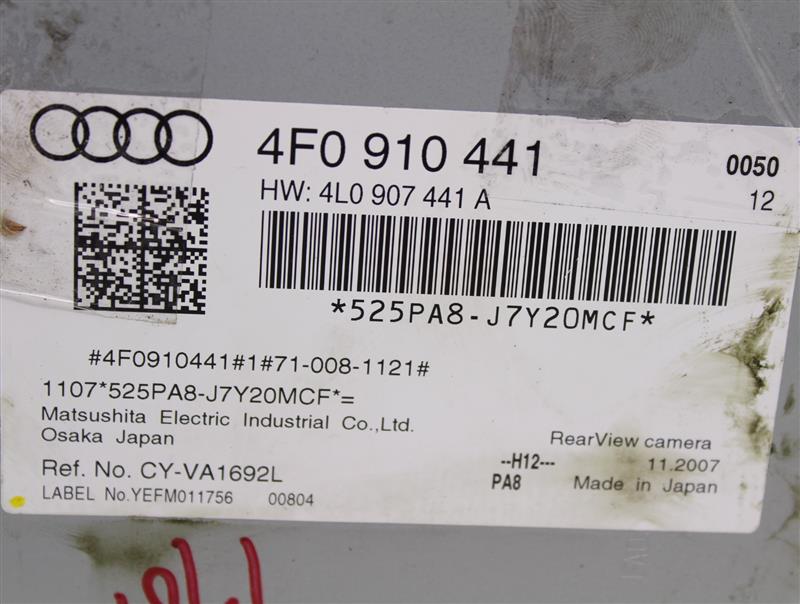 4F0 910 441
0050
HW: 4L0 907 441 A
12
*525PA8-J7Y20MCF*
#4F0910441#1#71-008-1121#
1107*525PA8-J7Y20MCF*=
Matsushita Electric Industrial Co.,Ltd.
Osaka Japan
RearView camera
Ref. No. CY-VA1692L
--H12---
11.2007
LABEL No.YEFM011756 00804
PA8
Made in Japan